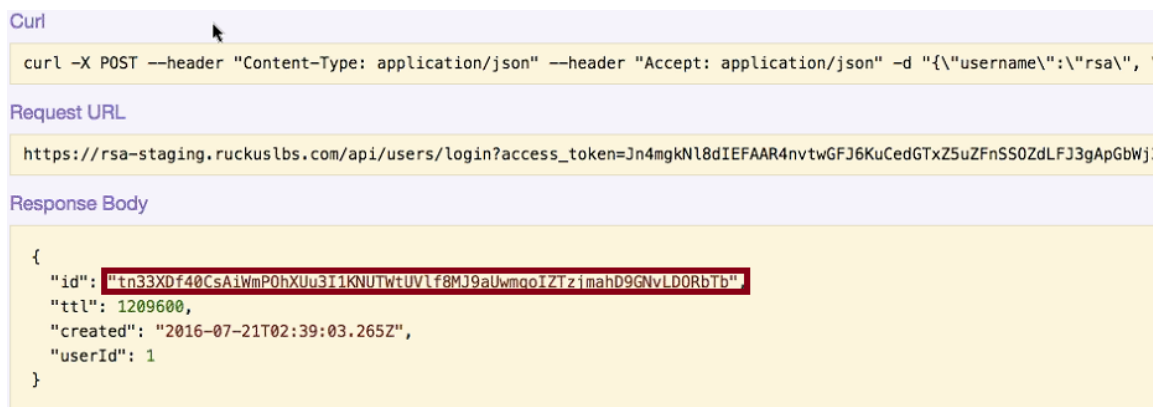 Curl
curl -X POST --header "Content-Type: application/json" --header "Accept: application/json" -d "{\"username\":\"rsa\", "
Request URL
https://rsa-staging.ruckuslbs.com/api/users/login?access_token=Jn4mgkNl8dIEFAAR4nvtwGFJ6KuCedGTxZ5uZFnSSOZdLFJ3gApGbWj
Response Body
{
"id": "tn33XDf40CsAiWmPOhXUu3I1KNUTWtUVlf8MJ9aUwmqoIZTzjmahD9GNvLDORbTb",
"ttl": 1209600,
"created": "2016-07-21T02:39:03.265Z",
"userId": 1
}